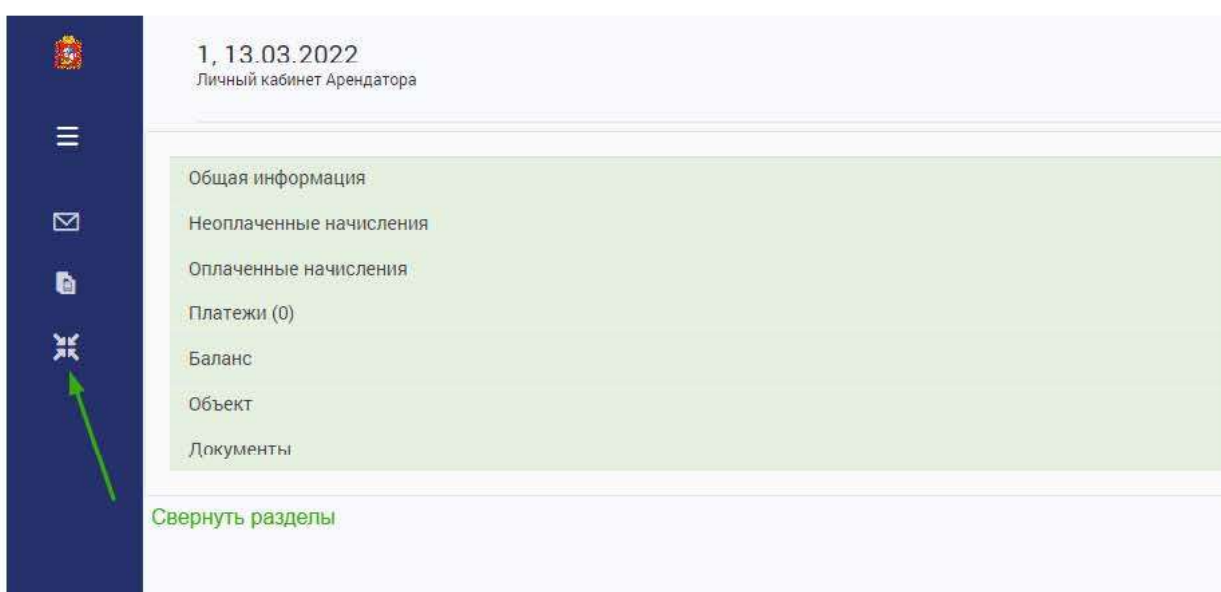 1, 13.03.2022
Личный кабинет Арендатора
Общая информация
Неоплаченные начисления
Оплаченные начисления
Платежи (0)
Баланс
Объект
Документы
Свернуть разделы